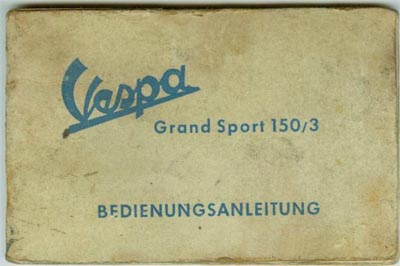 Vespa
Grand Sport 150/3
BEDIENUNGSANLEITUNG